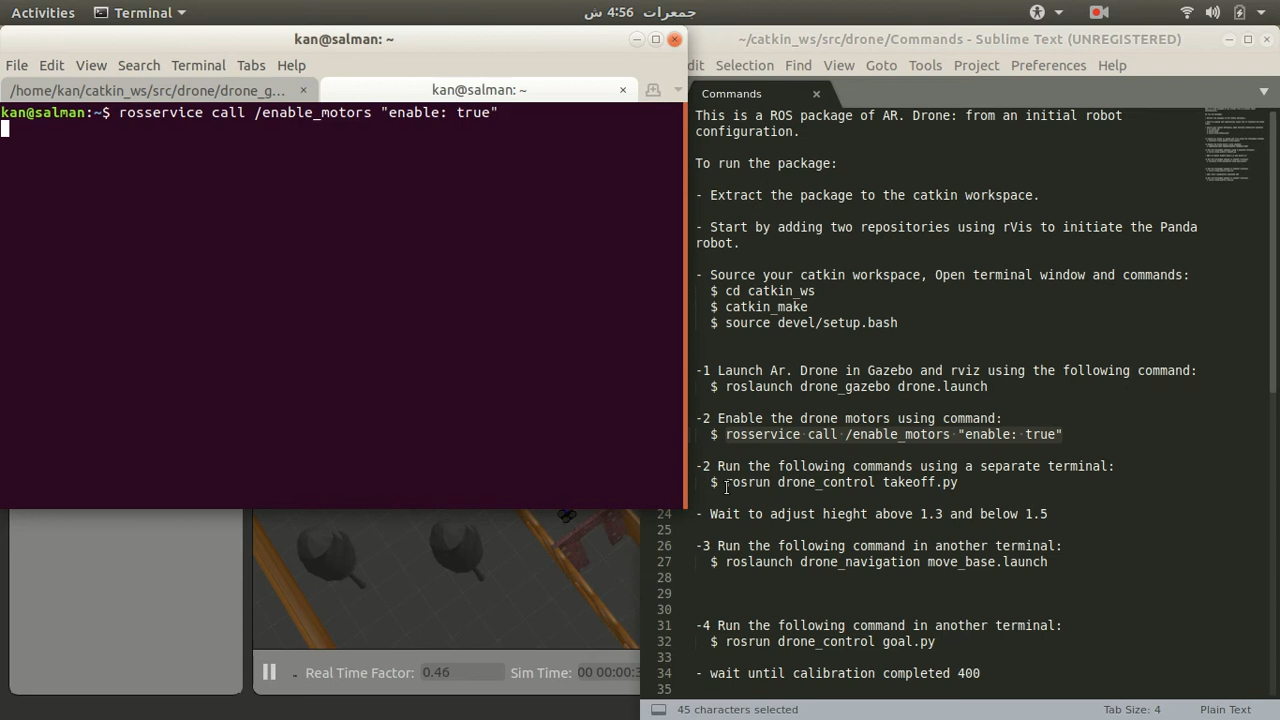 Activities Terminal جمعرات 4:56 ش
kan@salman: ~
File Edit View Search Terminal Tabs Help
/home/kan/catkin_ws/src/drone/drone_g... × kan@salman: ~ ×
kan@salman:~$ rosservice call /enable_motors "enable: true"
Real Time Factor: 0.46 Sim Time: 00 00:00:3
~/catkin_ws/src/drone/Commands - Sublime Text (UNREGISTERED)
dit Selection Find View Goto Tools Project Preferences Help
Commands ×
This is a ROS package of AR. Drone: from an initial robot
configuration.
To run the package:
- Extract the package to the catkin workspace.
- Start by adding two repositories using rVis to initiate the Panda
robot.
- Source your catkin workspace, Open terminal window and commands:
$ cd catkin_ws
$ catkin_make
$ source devel/setup.bash
-1 Launch Ar. Drone in Gazebo and rviz using the following command:
$ roslaunch drone_gazebo drone.launch
-2 Enable the drone motors using command:
$ rosservice call /enable_motors "enable: true"
-2 Run the following commands using a separate terminal:
$ rosrun drone_control takeoff.py
24 - Wait to adjust hieght above 1.3 and below 1.5
25
26 -3 Run the following command in another terminal:
27 $ roslaunch drone_navigation move_base.launch
28
29
30
31 -4 Run the following command in another terminal:
32 $ rosrun drone_control goal.py
33
34 - wait until calibration completed 400
35
45 characters selected Tab Size: 4 Plain Text